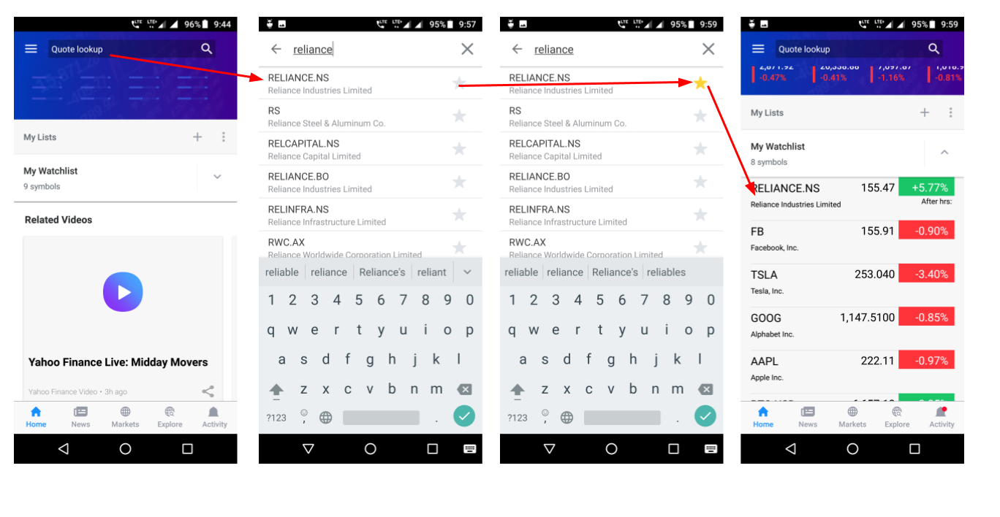 LTE LTE+ 96% 9:44
Quote lookup
My Lists
My Watchlist
9 symbols
Related Videos
Yahoo Finance Live: Midday Movers
Yahoo Finance Video • 3h ago
Home News Markets Explore Activity
LTE LTE+ 95% 9:57
reliance
RELIANCE.NS
Reliance Industries Limited
RS
Reliance Steel & Aluminum Co.
RELCAPITAL.NS
Reliance Capital Limited
RELIANCE.BO
Reliance Industries Limited
RELINFRA.NS
Reliance Infrastructure Limited
RWC.AX
Reliance Worldwide Corporation Limited
reliable reliance Reliance's reliant
1 2 3 4 5 6 7 8 9 0
q w e r t y u i o p
a s d f g h j k l
z x c v b n m
?123 , .
LTE LTE+ 95% 9:59
reliance
RELIANCE.NS
Reliance Industries Limited
RS
Reliance Steel & Aluminum Co.
RELCAPITAL.NS
Reliance Capital Limited
RELIANCE.BO
Reliance Industries Limited
RELINFRA.NS
Reliance Infrastructure Limited
RWC.AX
Reliance Worldwide Corporation Limited
reliable reliance Reliance's reliables
1 2 3 4 5 6 7 8 9 0
q w e r t y u i o p
a s d f g h j k l
z x c v b n m
?123 , .
LTE LTE+ 95% 9:59
Quote lookup
-0.47% -0.41% -1.16% -0.81%
My Lists
My Watchlist
8 symbols
RELIANCE.NS 155.47 +5.77%
Reliance Industries Limited After hrs:
FB 155.91 -0.90%
Facebook, Inc.
TSLA 253.040 -3.40%
Tesla, Inc.
GOOG 1,147.5100 -0.85%
Alphabet Inc.
AAPL 222.11 -0.97%
Apple Inc.
Home News Markets Explore Activity